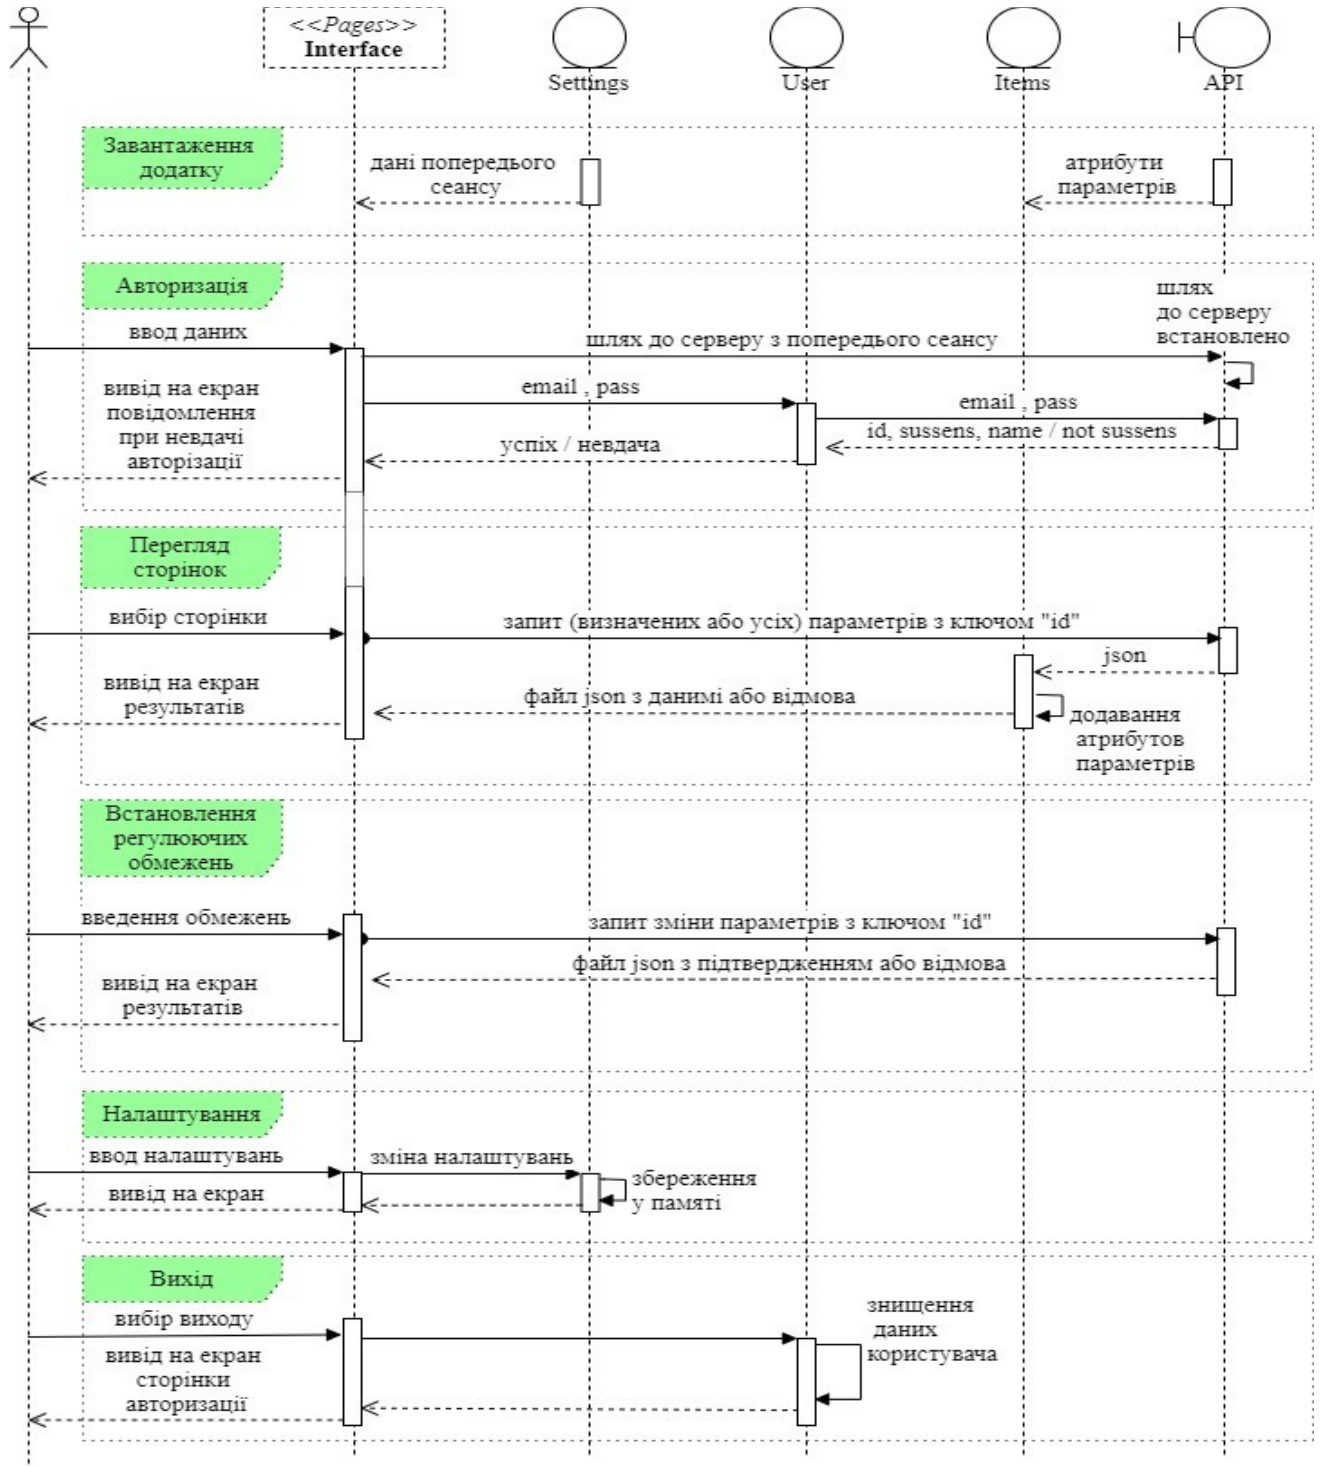 <<Pages>>
Interface
Settings
User
Items
API
Завантаження
додатку
дані попередього
сеансу
атрибути
параметрів
Авторизація
шлях
до серверу
встановлено
ввод даних
шлях до серверу з попередього сеансу
вивід на екран
повідомлення
при невдачі
авторізації
email , pass
email , pass
id, sussens, name / not sussens
успіх / невдача
Перегляд
сторінок
вибір сторінки
запит (визначених або усіх) параметрів з ключом "id"
json
вивід на екран
результатів
файл json з данимі або відмова
додавання
атрибутов
параметрів
Встановлення
регулюючих
обмежень
введення обмежень
запит зміни параметрів з ключом "id"
файл json з підтвердженням або відмова
вивід на екран
результатів
Налаштування
ввод налаштувань
зміна налаштувань
збереження
у памяті
вивід на екран
Вихід
вибір виходу
знищення
даних
користувача
вивід на екран
сторінки
авторизації